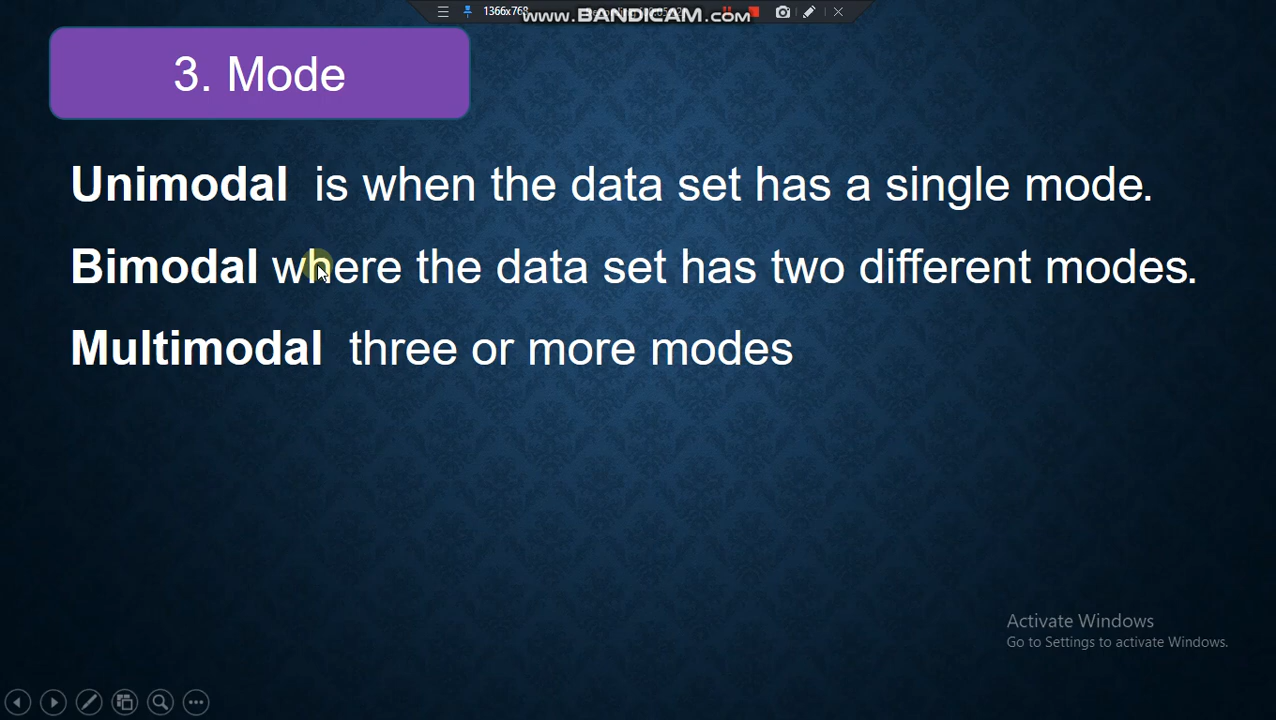 1366x768
www.BANDICAM.com
3. Mode
Unimodal is when the data set has a single mode.
Bimodal where the data set has two different modes.
Multimodal three or more modes
Activate Windows
Go to Settings to activate Windows.